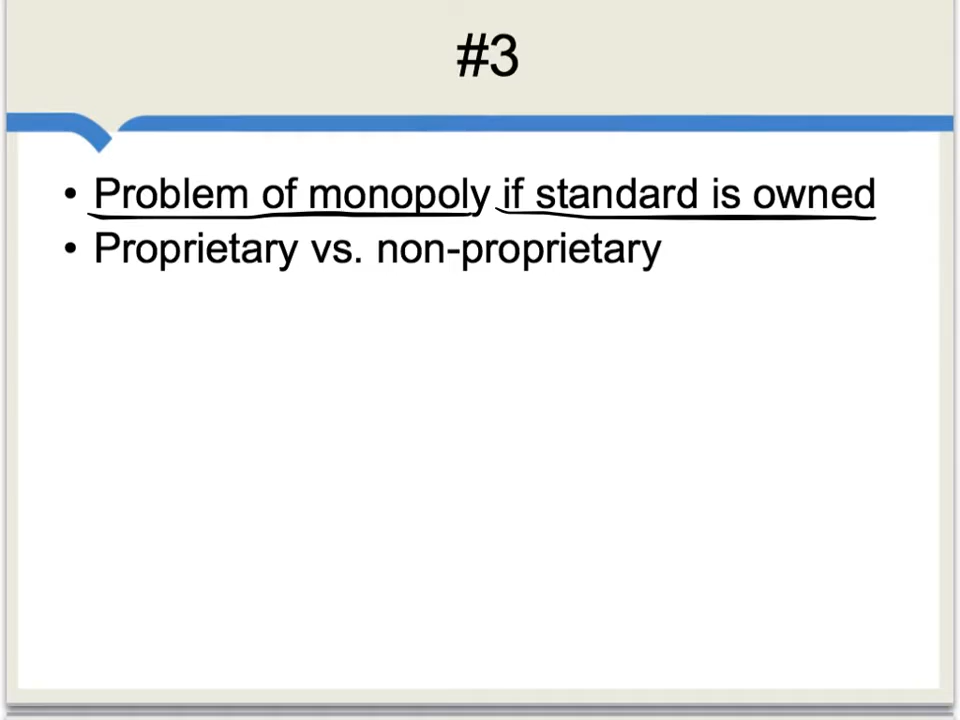 #3
• Problem of monopoly if standard is owned
• Proprietary vs. non-proprietary